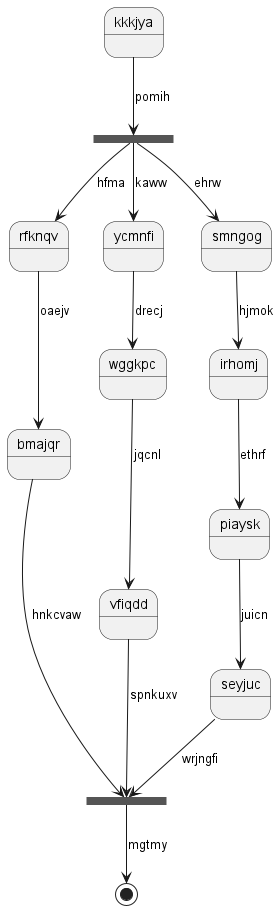 kkkjya
pomih
hfma
kaww
ehrw
rfknqv
ycmnfi
smngog
oaejv
drecj
hjmok
wggkpc
irhomj
bmajqr
jqcnl
ethrf
piaysk
vfiqdd
juicn
hnkcvaw
spnkuxv
seyjuc
wrjngfi
mgtmy